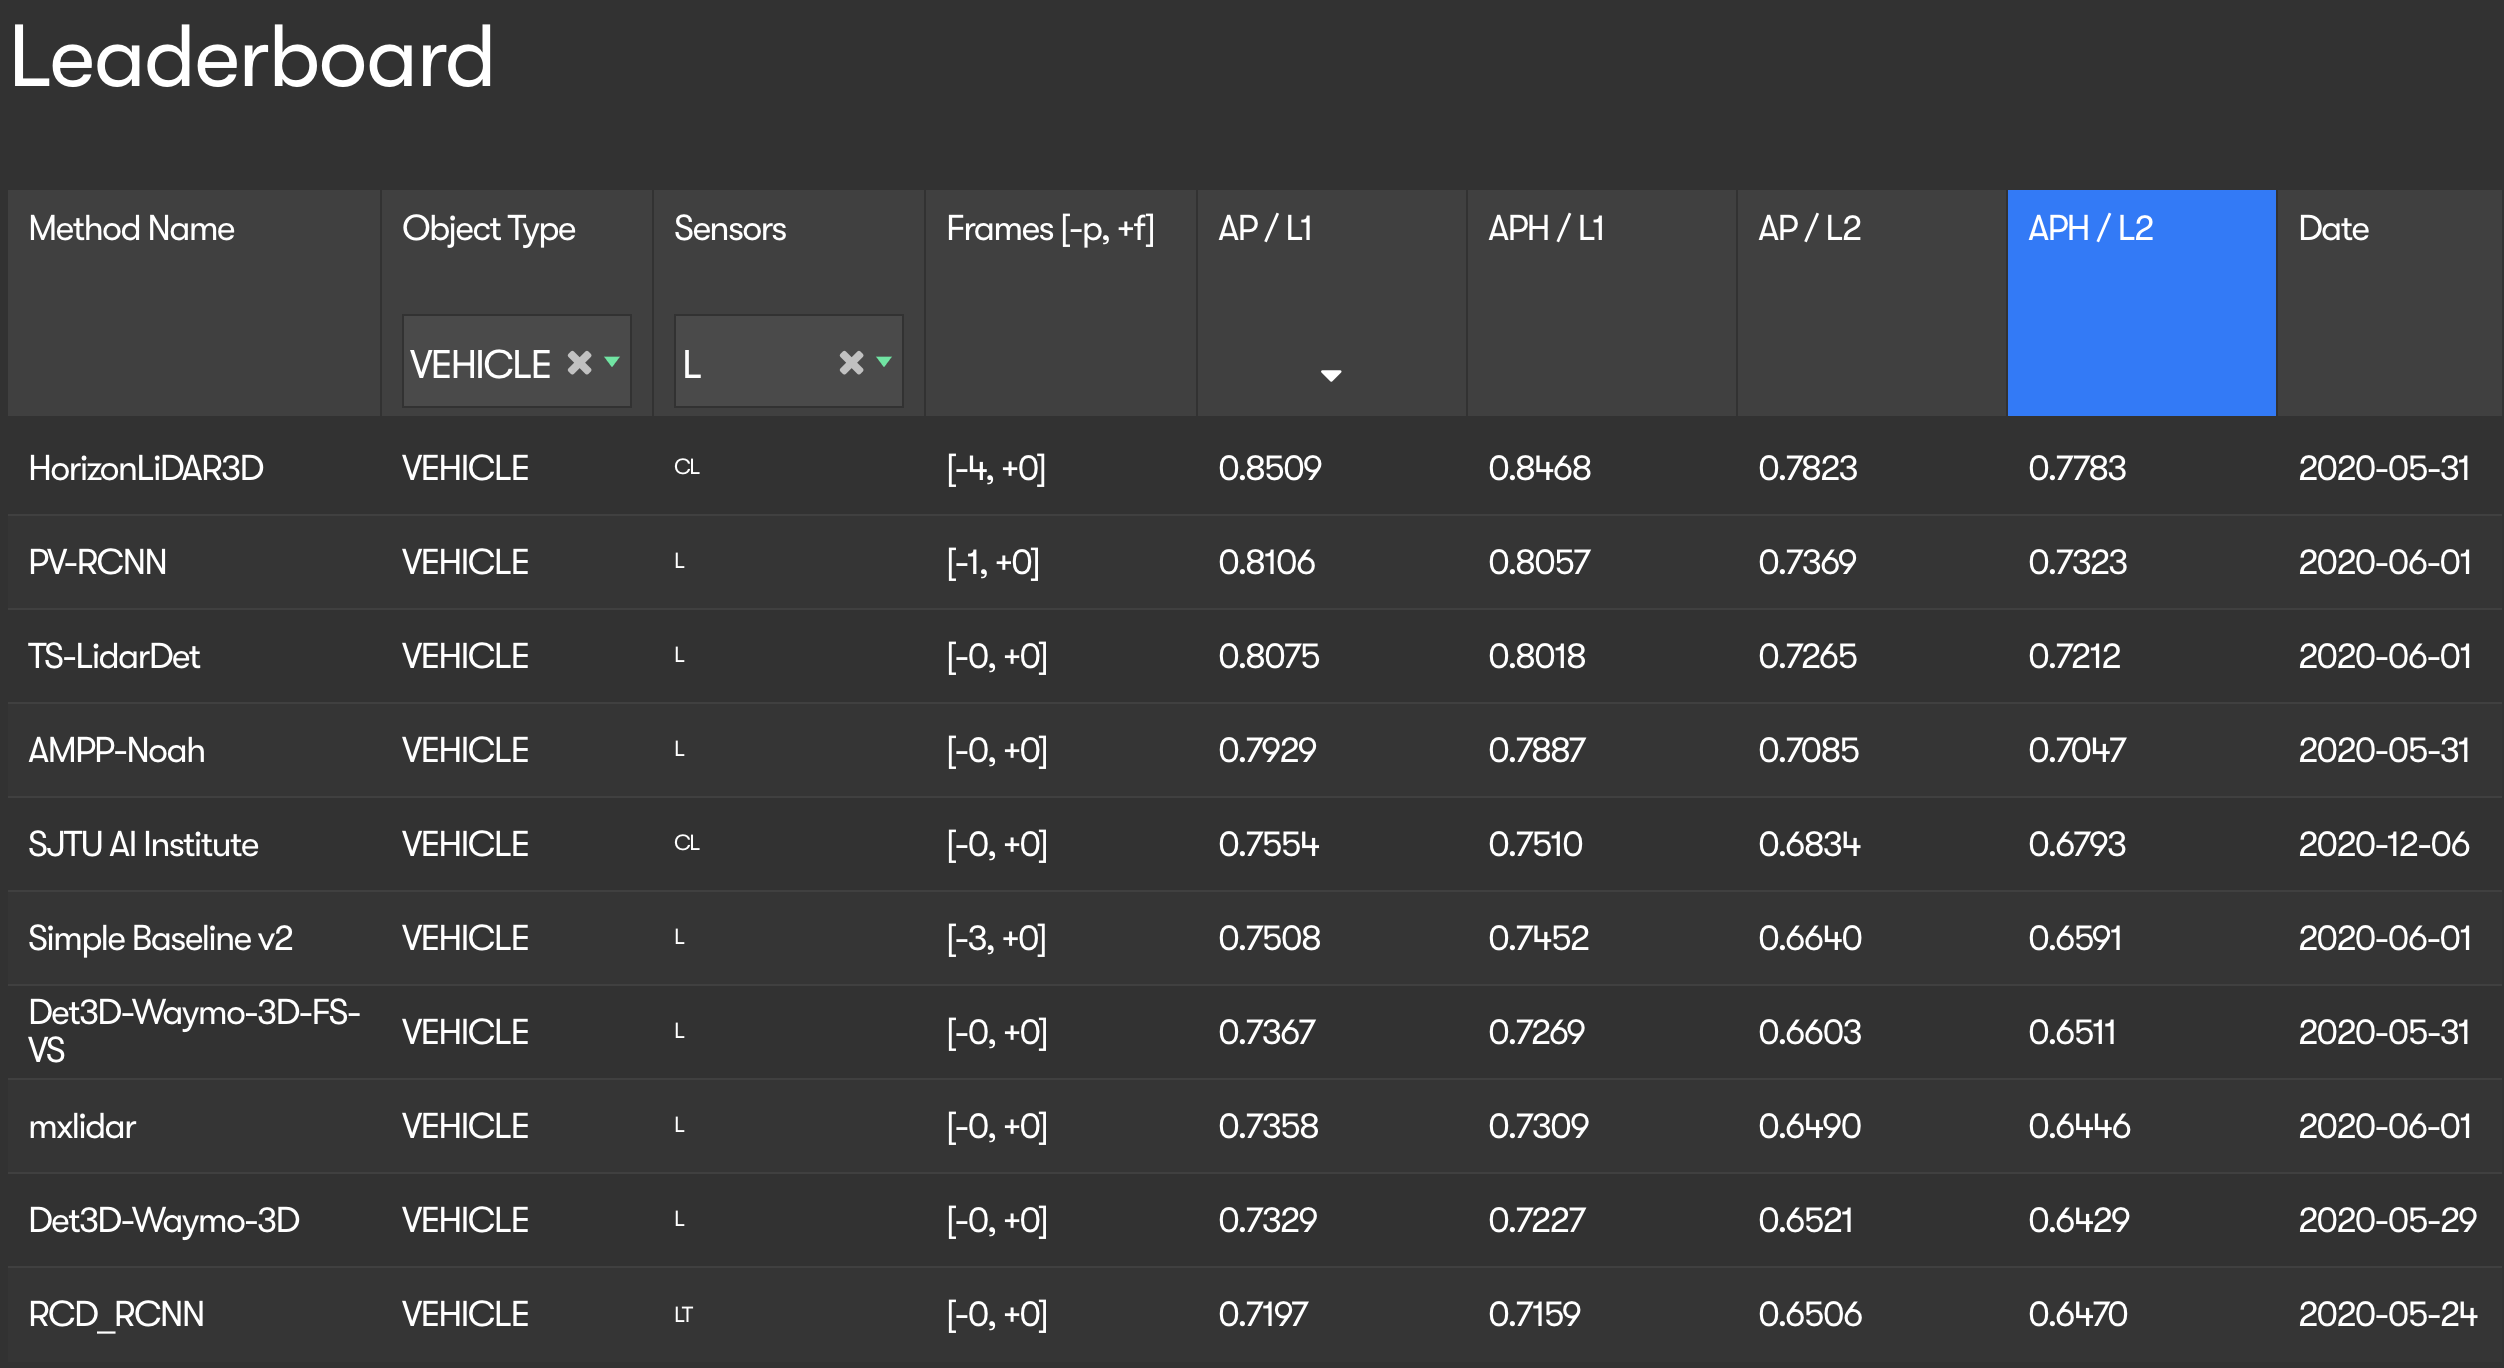 Leaderboard
Method Name Object Type Sensors Frames [-p, +f] AP / L1 APH / L1 AP / L2 APH / L2 Date
VEHICLE L
HorizonLiDAR3D VEHICLE CL [-4, +0] 0.8509 0.8468 0.7823 0.7783 2020-05-31
PV-RCNN VEHICLE L [-1, +0] 0.8106 0.8057 0.7369 0.7323 2020-06-01
TS-LidarDet VEHICLE L [-0, +0] 0.8075 0.8018 0.7265 0.7212 2020-06-01
AMPP-Noah VEHICLE L [-0, +0] 0.7929 0.7887 0.7085 0.7047 2020-05-31
SJTU AI Institute VEHICLE CL [-0, +0] 0.7554 0.7510 0.6834 0.6793 2020-12-06
Simple Baseline v2 VEHICLE L [-3, +0] 0.7508 0.7452 0.6640 0.6591 2020-06-01
Det3D-Waymo-3D-FS-
VS VEHICLE L [-0, +0] 0.7367 0.7269 0.6603 0.6511 2020-05-31
mxlidar VEHICLE L [-0, +0] 0.7358 0.7309 0.6490 0.6446 2020-06-01
Det3D-Waymo-3D VEHICLE L [-0, +0] 0.7329 0.7227 0.6521 0.6429 2020-05-29
RCD_RCNN VEHICLE LT [-0, +0] 0.7197 0.7159 0.6506 0.6470 2020-05-24